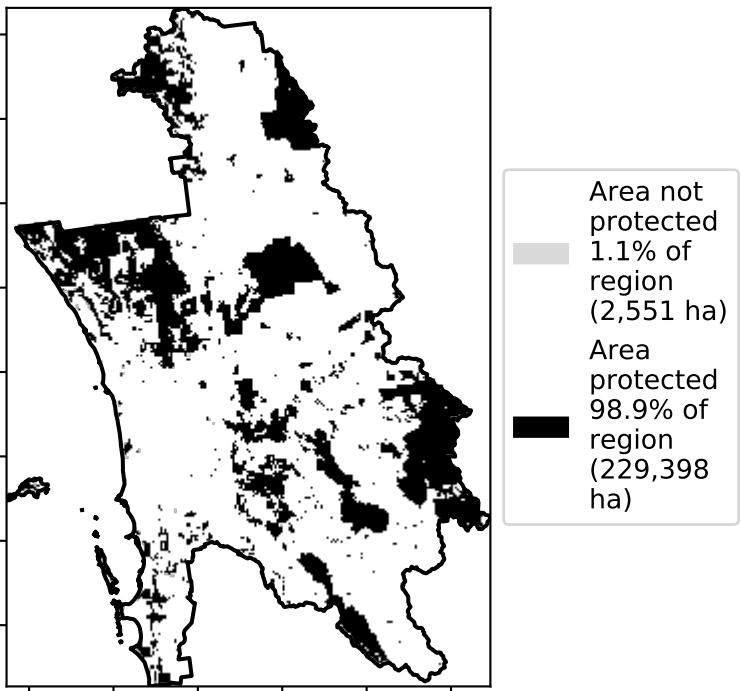 Area not
protected
1.1% of
region
(2,551 ha)
Area
protected
98.9% of
region
(229,398
ha)